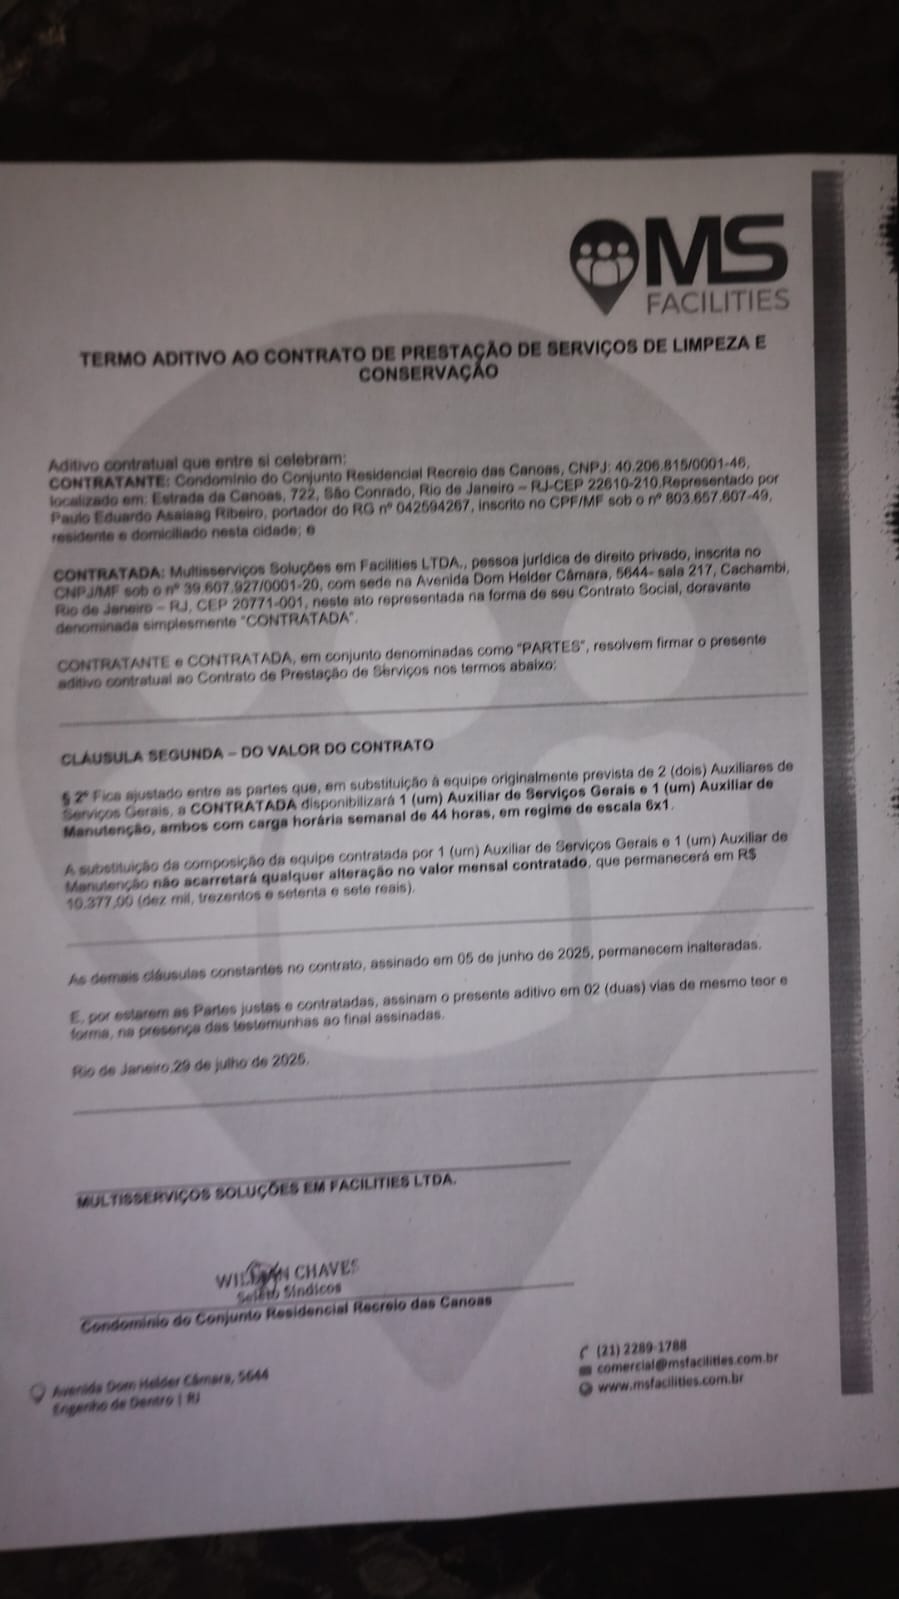 MS
FACILITIES
TERMO ADITIVO AO CONTRATO DE PRESTAÇÃO DE SERVIÇOS DE LIMPEZA E
CONSERVAÇÃO
Aditivo contratual que entre si celebram:
CONTRATANTE: Condomínio do Conjunto Residencial Recreio das Canoas, CNPJ: 40.206.815/0001-46,
localizado em: Estrada da Canoas, 722, São Conrado, Rio de Janeiro – RJ-CEP 22610-210.Representado por
Paulo Eduardo Asaiaag Ribeiro, portador do RG nº 042594267, inscrito no CPF/MF sob o nº 803.657.607-49,
residente e domiciliado nesta cidade; e
CONTRATADA: Multisserviços Soluções em Facilities LTDA., pessoa jurídica de direito privado, inscrita no
CNPJ/MF sob o nº 39.607.927/0001-20, com sede na Avenida Dom Helder Câmara, 5644- sala 217, Cachambi,
Rio de Janeiro – RJ, CEP 20771-001, neste ato representada na forma de seu Contrato Social, doravante
denominada simplesmente "CONTRATADA".
CONTRATANTE e CONTRATADA, em conjunto denominadas como "PARTES", resolvem firmar o presente
aditivo contratual ao Contrato de Prestação de Serviços nos termos abaixo:
CLÁUSULA SEGUNDA – DO VALOR DO CONTRATO
§ 2º Fica ajustado entre as partes que, em substituição à equipe originalmente prevista de 2 (dois) Auxiliares de
Serviços Gerais, a CONTRATADA disponibilizará 1 (um) Auxiliar de Serviços Gerais e 1 (um) Auxiliar de
Manutenção, ambos com carga horária semanal de 44 horas, em regime de escala 6x1.
A substituição da composição da equipe contratada por 1 (um) Auxiliar de Serviços Gerais e 1 (um) Auxiliar de
Manutenção não acarretará qualquer alteração no valor mensal contratado, que permanecerá em R$
10.377,00 (dez mil, trezentos e setenta e sete reais).
As demais cláusulas constantes no contrato, assinado em 05 de junho de 2025, permanecem inalteradas.
E, por estarem as Partes justas e contratadas, assinam o presente aditivo em 02 (duas) vias de mesmo teor e
forma, na presença das testemunhas ao final assinadas.
Rio de Janeiro,29 de julho de 2025.
MULTISSERVIÇOS SOLUÇÕES EM FACILITIES LTDA.
WILLIAN CHAVES
Seleto Síndicos
Condomínio do Conjunto Residencial Recreio das Canoas
Avenida Dom Helder Câmara, 5644
Engenho de Dentro | RJ
(21) 2289-1788
comercial@msfacilities.com.br
www.msfacilities.com.br